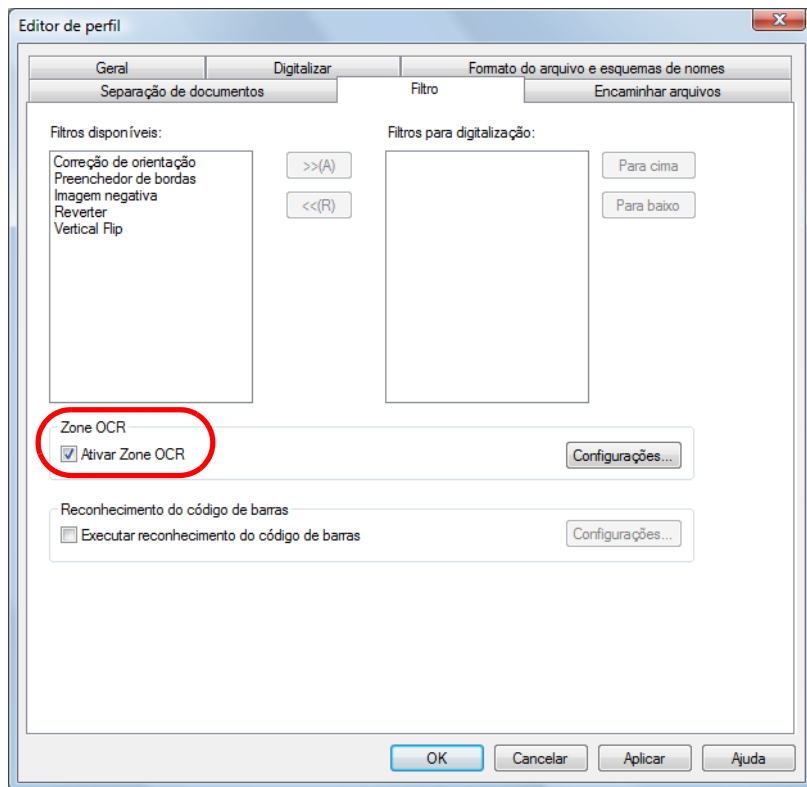 Editor de perfil
Geral Digitalizar Formato do arquivo e esquemas de nomes
Separação de documentos Filtro Encaminhar arquivos
Filtros disponíveis: Filtros para digitalização:
Correção de orientação
Preenchedor de bordas
Imagem negativa
Reverter
Vertical Flip
>>(A)
<<(R)
Para cima
Para baixo
Zone OCR
Ativar Zone OCR Configurações...
Reconhecimento do código de barras
Executar reconhecimento do código de barras Configurações...
OK Cancelar Aplicar Ajuda